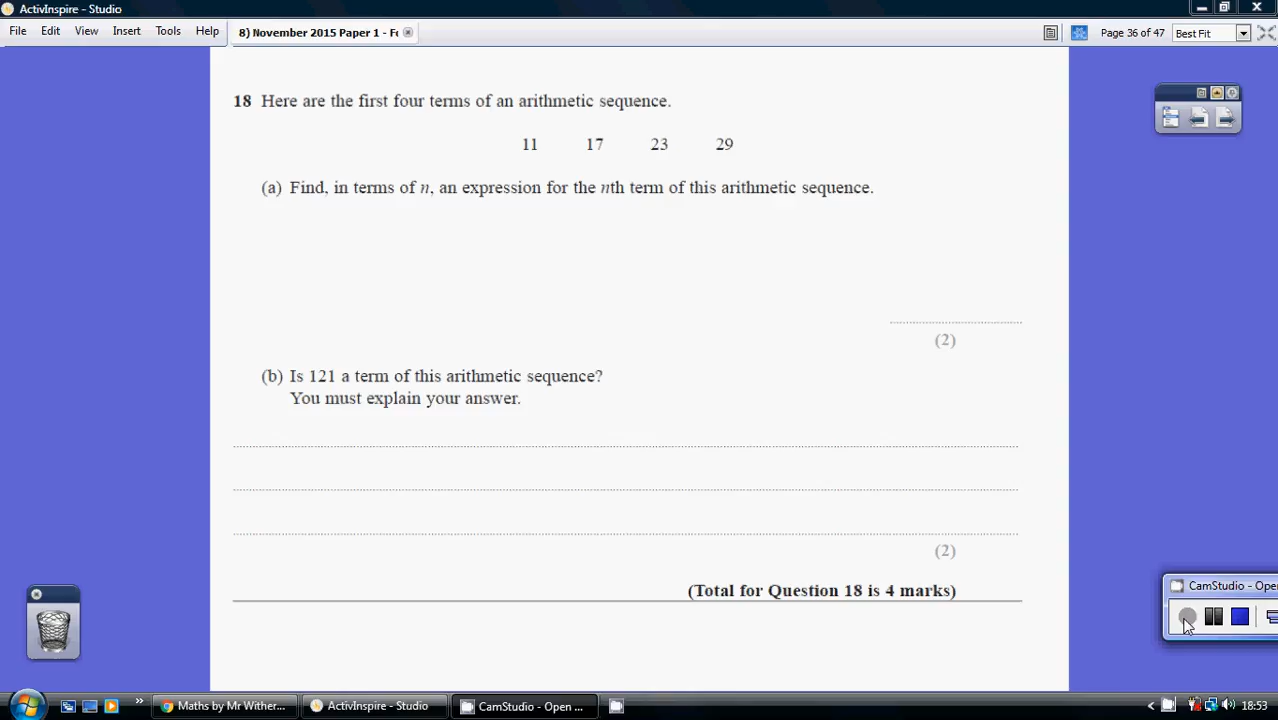 ActivInspire - Studio
File Edit View Insert Tools Help
8) November 2015 Paper 1 - Fo
Page 36 of 47
Best Fit
18 Here are the first four terms of an arithmetic sequence.
11 17 23 29
(a) Find, in terms of n, an expression for the nth term of this arithmetic sequence.
(2)
(b) Is 121 a term of this arithmetic sequence?
You must explain your answer.
(2)
(Total for Question 18 is 4 marks)
CamStudio - Ope
Maths by Mr Wither...
ActivInspire - Studio
CamStudio - Open ...
18:53